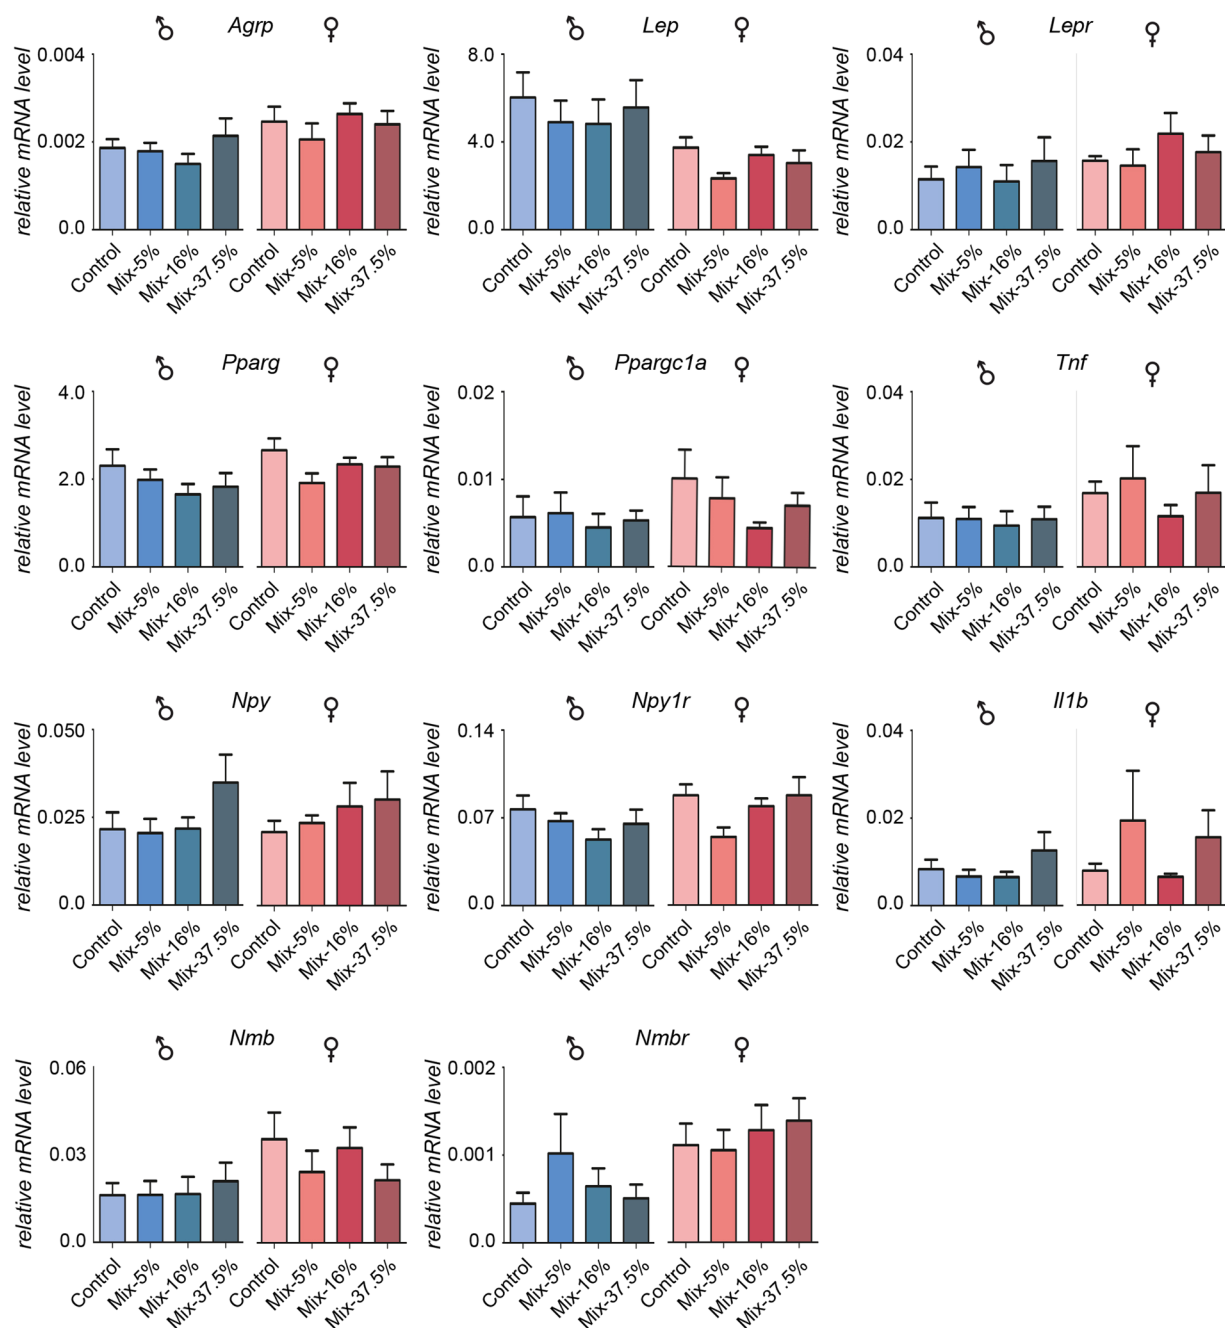 ♂ Agrp ♀
relative mRNA level
0.004
0.002
0.0
Control Mix-5% Mix-16% Mix-37.5% Control Mix-5% Mix-16% Mix-37.5%
♂ Lep ♀
relative mRNA level
8.0
4.0
0.0
Control Mix-5% Mix-16% Mix-37.5% Control Mix-5% Mix-16% Mix-37.5%
♂ Lepr ♀
relative mRNA level
0.04
0.02
0.0
Control Mix-5% Mix-16% Mix-37.5% Control Mix-5% Mix-16% Mix-37.5%
♂ Pparg ♀
relative mRNA level
4.0
2.0
0.0
Control Mix-5% Mix-16% Mix-37.5% Control Mix-5% Mix-16% Mix-37.5%
♂ Ppargc1a ♀
relative mRNA level
0.02
0.01
0.0
Control Mix-5% Mix-16% Mix-37.5% Control Mix-5% Mix-16% Mix-37.5%
♂ Tnf ♀
relative mRNA level
0.04
0.02
0.0
Control Mix-5% Mix-16% Mix-37.5% Control Mix-5% Mix-16% Mix-37.5%
♂ Npy ♀
relative mRNA level
0.050
0.025
0.0
Control Mix-5% Mix-16% Mix-37.5% Control Mix-5% Mix-16% Mix-37.5%
♂ Npy1r ♀
relative mRNA level
0.14
0.07
0.0
Control Mix-5% Mix-16% Mix-37.5% Control Mix-5% Mix-16% Mix-37.5%
♂ Il1b ♀
relative mRNA level
0.04
0.02
0.0
Control Mix-5% Mix-16% Mix-37.5% Control Mix-5% Mix-16% Mix-37.5%
♂ Nmb ♀
relative mRNA level
0.06
0.03
0.0
Control Mix-5% Mix-16% Mix-37.5% Control Mix-5% Mix-16% Mix-37.5%
♂ Nmbr ♀
relative mRNA level
0.002
0.001
0.0
Control Mix-5% Mix-16% Mix-37.5% Control Mix-5% Mix-16% Mix-37.5%